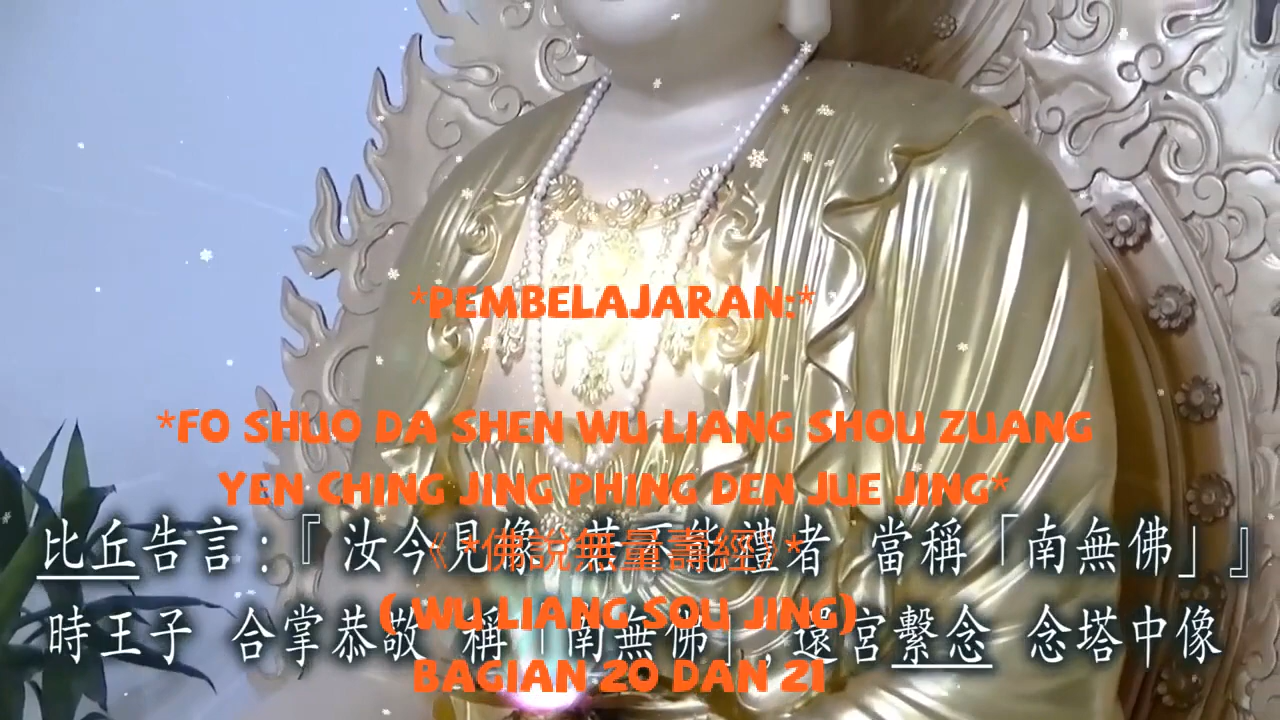 *PEMBELAJARAN:*
*FO SHUO DA SHEN WU LIANG SHOU ZUANG
YEN CHING JING PHING DEN JUE JING*
比丘告言：『汝今見像 若不能禮者 當稱「南無佛」』
《*佛說無量壽經》*
( WU LIANG SOU JING)
時王子 合掌恭敬 稱「南無佛」，還宮繫念 念塔中像
BAGIAN 20 DAN 21